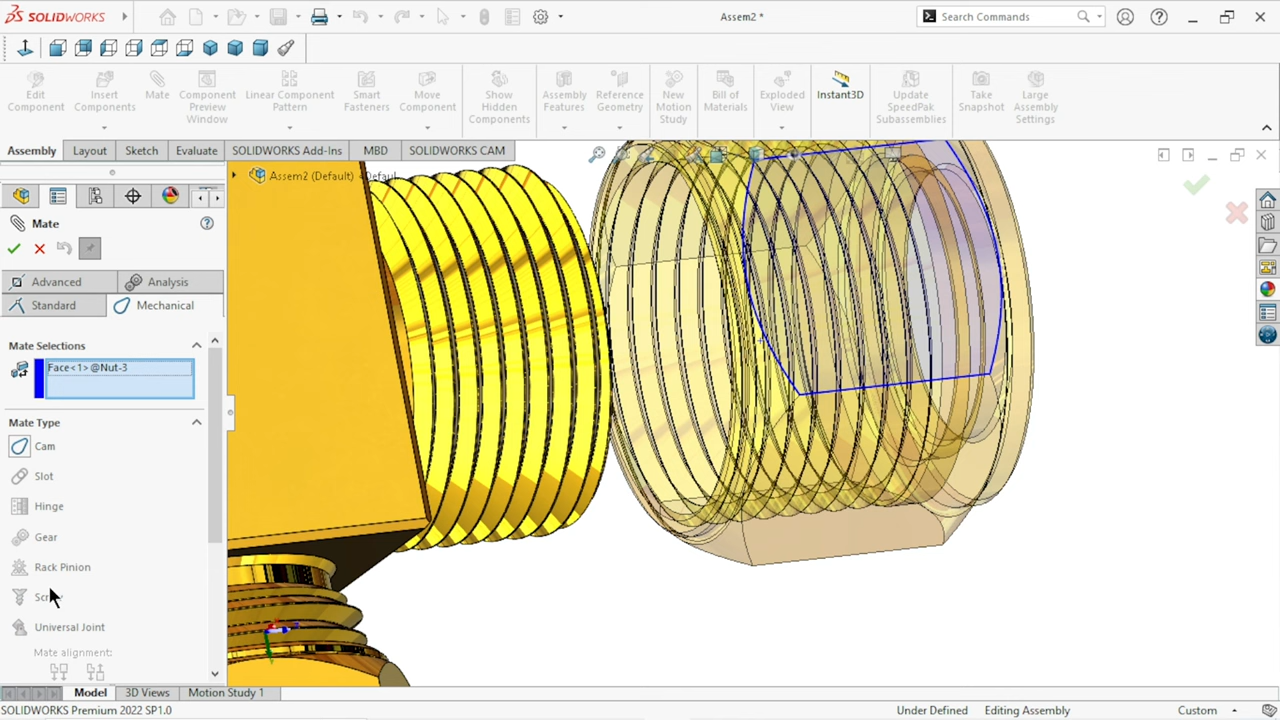 SOLIDWORKS
Assem2 *
Search Commands
Edit
Component
Insert
Components
Mate
Component
Preview
Window
Linear Component
Pattern
Smart
Fasteners
Move
Component
Show
Hidden
Components
Assembly
Features
Reference
Geometry
New
Motion
Study
Bill of
Materials
Exploded
View
Instant3D
Update
SpeedPak
Subassemblies
Take
Snapshot
Large
Assembly
Settings
Assembly
Layout
Sketch
Evaluate
SOLIDWORKS Add-Ins
MBD
SOLIDWORKS CAM
Assem2 (Default) <Defaul...
Mate
Advanced
Analysis
Standard
Mechanical
Mate Selections
Face<1>@Nut-3
Mate Type
Cam
Slot
Hinge
Gear
Rack Pinion
Universal Joint
Mate alignment:
Model
3D Views
Motion Study 1
SOLIDWORKS Premium 2022 SP1.0
Under Defined
Editing Assembly
Custom